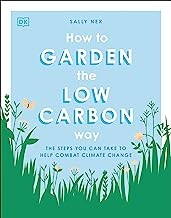 DK
SALLY NEX
How to
GARDEN
the
LOW
CARBON
way
THE STEPS YOU CAN TAKE TO
HELP COMBAT CLIMATE CHANGE